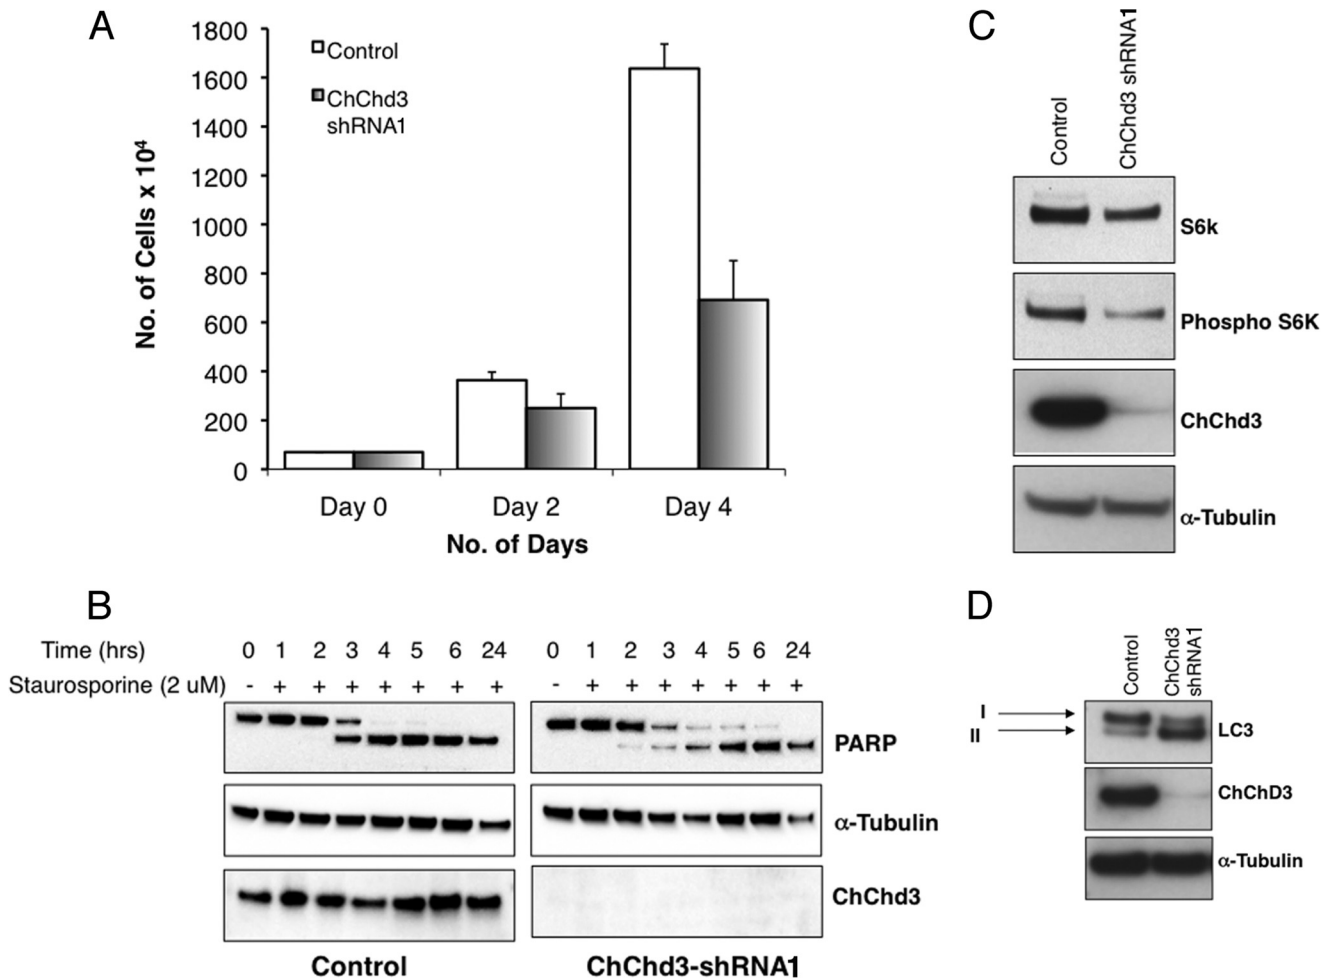 A
1800
1600
1400
1200
1000
800
600
400
200
0
No. of Cells x 10⁴
Control
ChChd3
shRNA1
Day 0 Day 2 Day 4
No. of Days
C
Control
ChChd3 shRNA1
S6k
Phospho S6K
ChChd3
α-Tubulin
B
Time (hrs) 0 1 2 3 4 5 6 24 0 1 2 3 4 5 6 24
Staurosporine (2 uM) - + + + + + + + - + + + + + + +
PARP
α-Tubulin
ChChd3
Control ChChd3-shRNA1
D
Control
ChChd3
shRNA1
I
II
LC3
ChChD3
α-Tubulin